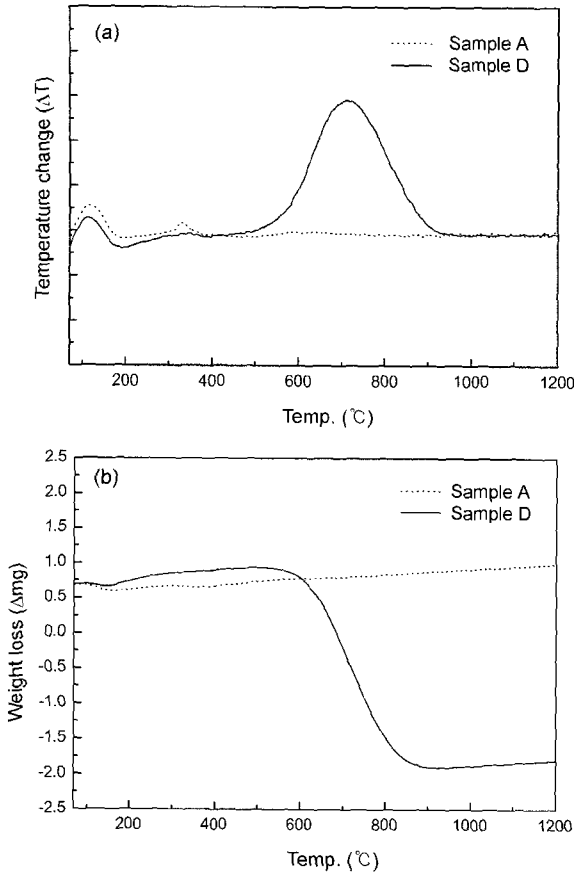 (a)
Sample A
Sample D
Temperature change (ΔT)
200 400 600 800 1000 1200
Temp. (℃)
(b)
Sample A
Sample D
Weight loss (Δmg)
2.5
2.0
1.5
1.0
0.5
0.0
-0.5
-1.0
-1.5
-2.0
-2.5
200 400 600 800 1000 1200
Temp. (℃)